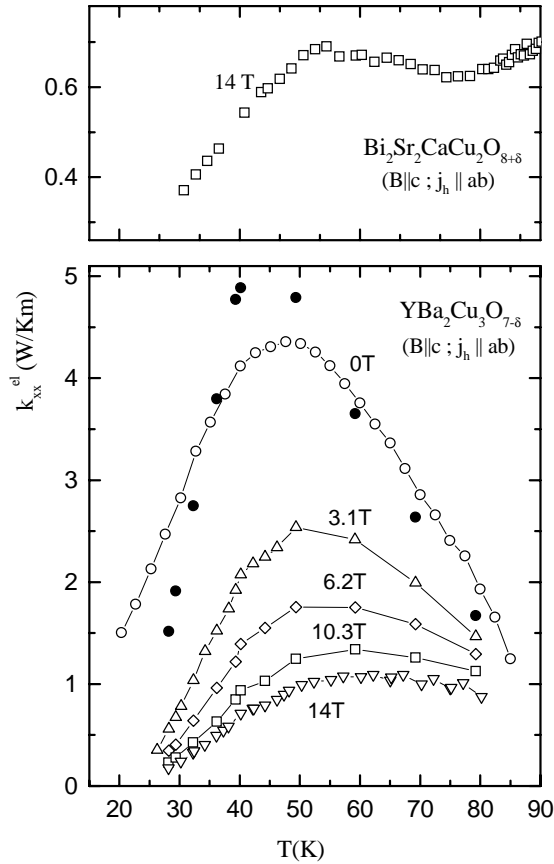 0.6
14 T
0.4
Bi₂Sr₂CaCu₂O₈₊δ
(B||c ; jₕ || ab)
5
YBa₂Cu₃O₇₋δ
(B||c ; jₕ || ab)
0T
4
kₓₓᵉˡ (W/Km)
3
3.1T
2
6.2T
10.3T
1
14T
0
20 30 40 50 60 70 80 90
T(K)